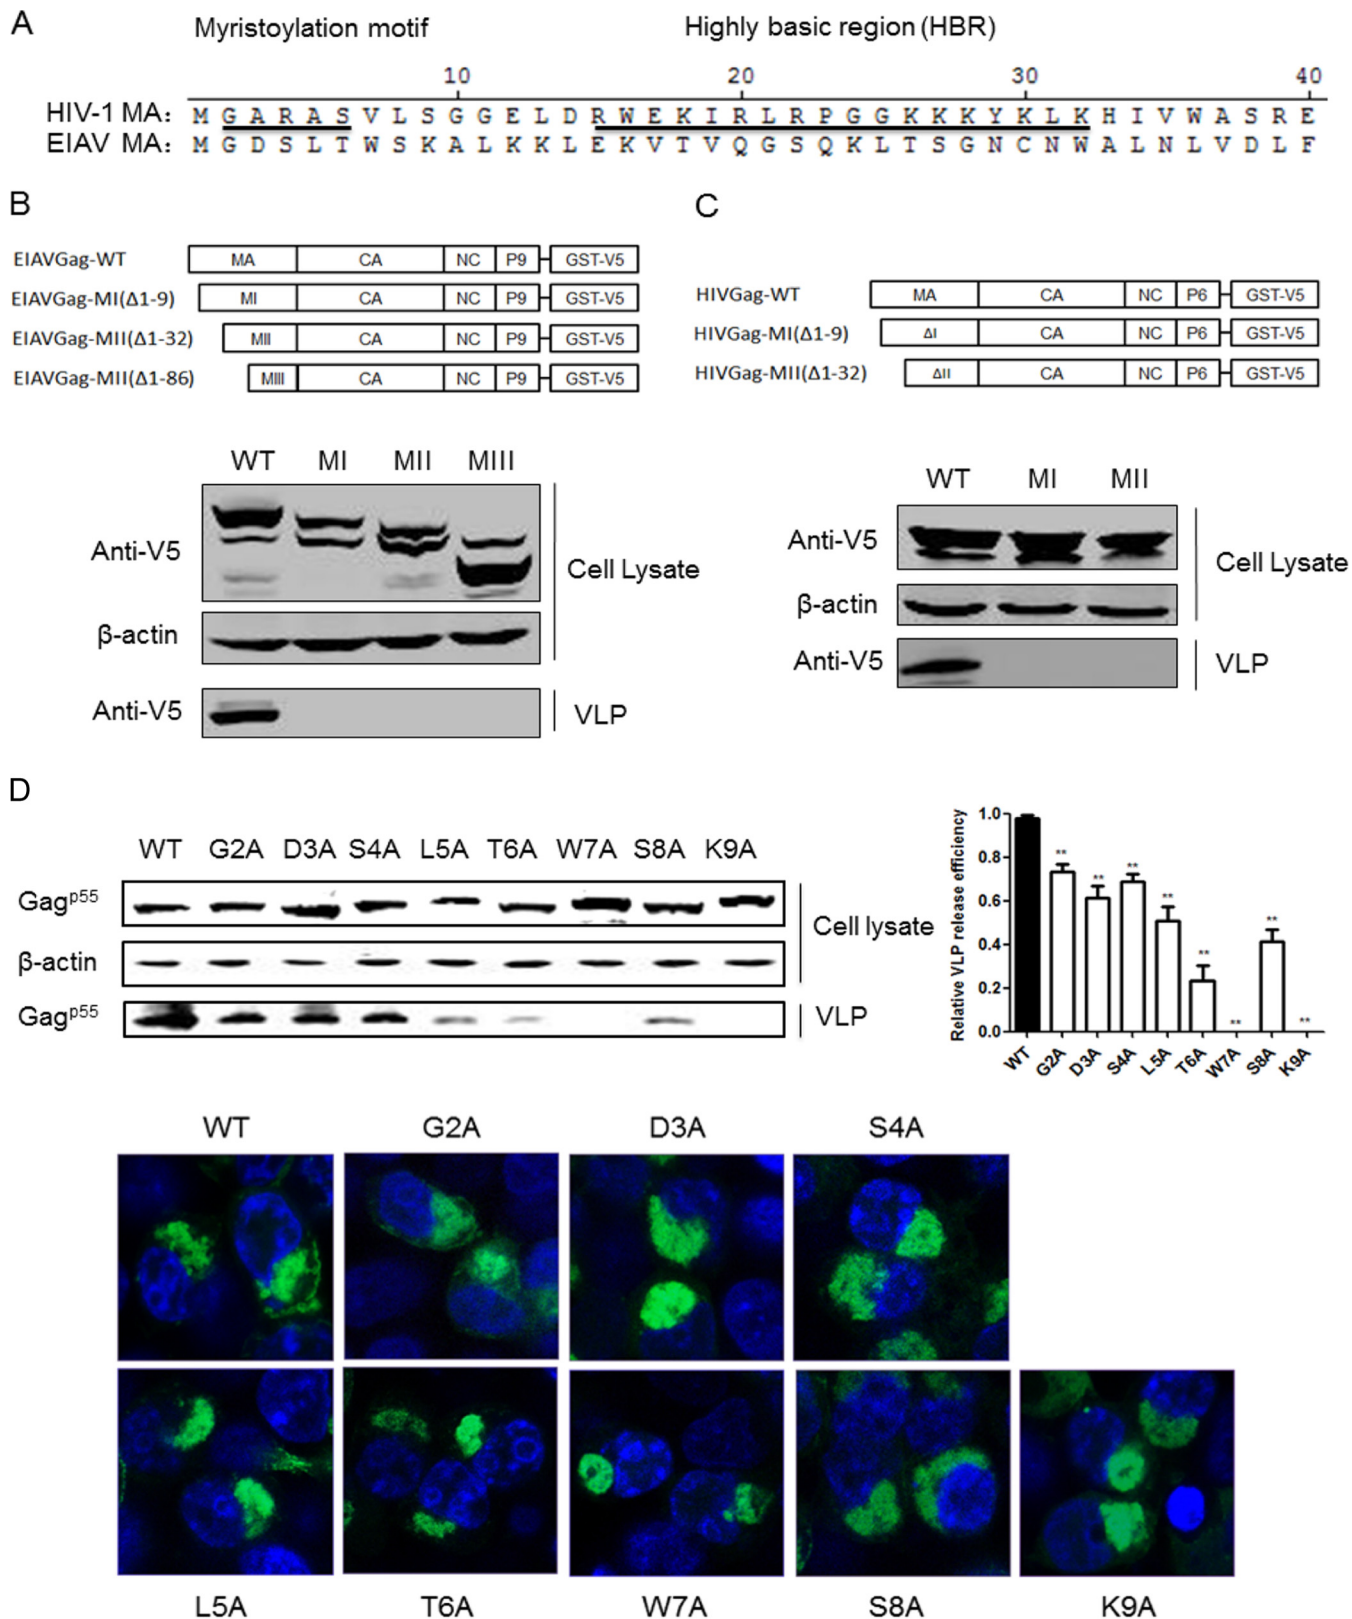 A
Myristoylation motif Highly basic region (HBR)
10 20 30 40
HIV-1 MA: M G A R A S V L S G G E L D R W E K I R L R P G G K K K Y K L K H I V W A S R E
EIAV MA: M G D S L T W S K A L K K L E K V T V Q G S Q K L T S G N C N W A L N L V D L F
B
EIAVGag-WT MA CA NC P9 GST-V5
EIAVGag-MI(Δ1-9) MI CA NC P9 GST-V5
EIAVGag-MII(Δ1-32) MII CA NC P9 GST-V5
EIAVGag-MII(Δ1-86) MIII CA NC P9 GST-V5
WT MI MII MIII
Anti-V5 Cell Lysate
β-actin
Anti-V5 VLP
C
HIVGag-WT MA CA NC P6 GST-V5
HIVGag-MI(Δ1-9) ΔI CA NC P6 GST-V5
HIVGag-MII(Δ1-32) ΔII CA NC P6 GST-V5
WT MI MII
Anti-V5 Cell Lysate
β-actin
Anti-V5 VLP
D
WT G2A D3A S4A L5A T6A W7A S8A K9A
Gagp55 Cell lysate
β-actin
Gagp55 VLP
Relative VLP release efficiency
1.0
0.8
0.6
0.4
0.2
0.0
** ** ** ** ** ** ** **
WT G2A D3A S4A L5A T6A W7A S8A K9A
WT G2A D3A S4A
L5A T6A W7A S8A K9A